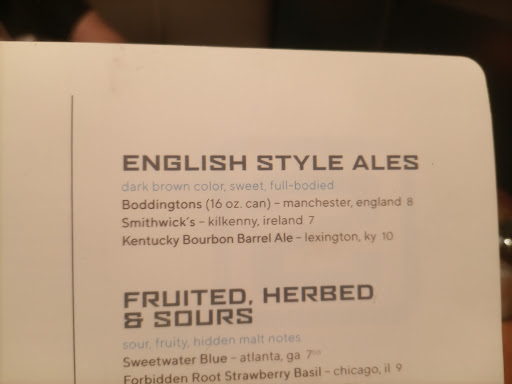 ENGLISH STYLE ALES
dark brown color, sweet, full-bodied
Boddingtons (16 oz. can) – manchester, england 8
Smithwick's – kilkenny, ireland 7
Kentucky Bourbon Barrel Ale – lexington, ky 10
FRUITED, HERBED
& SOURS
sour, fruity, hidden malt notes
Sweetwater Blue – atlanta, ga 7
Forbidden Root Strawberry Basil – chicago, il 9